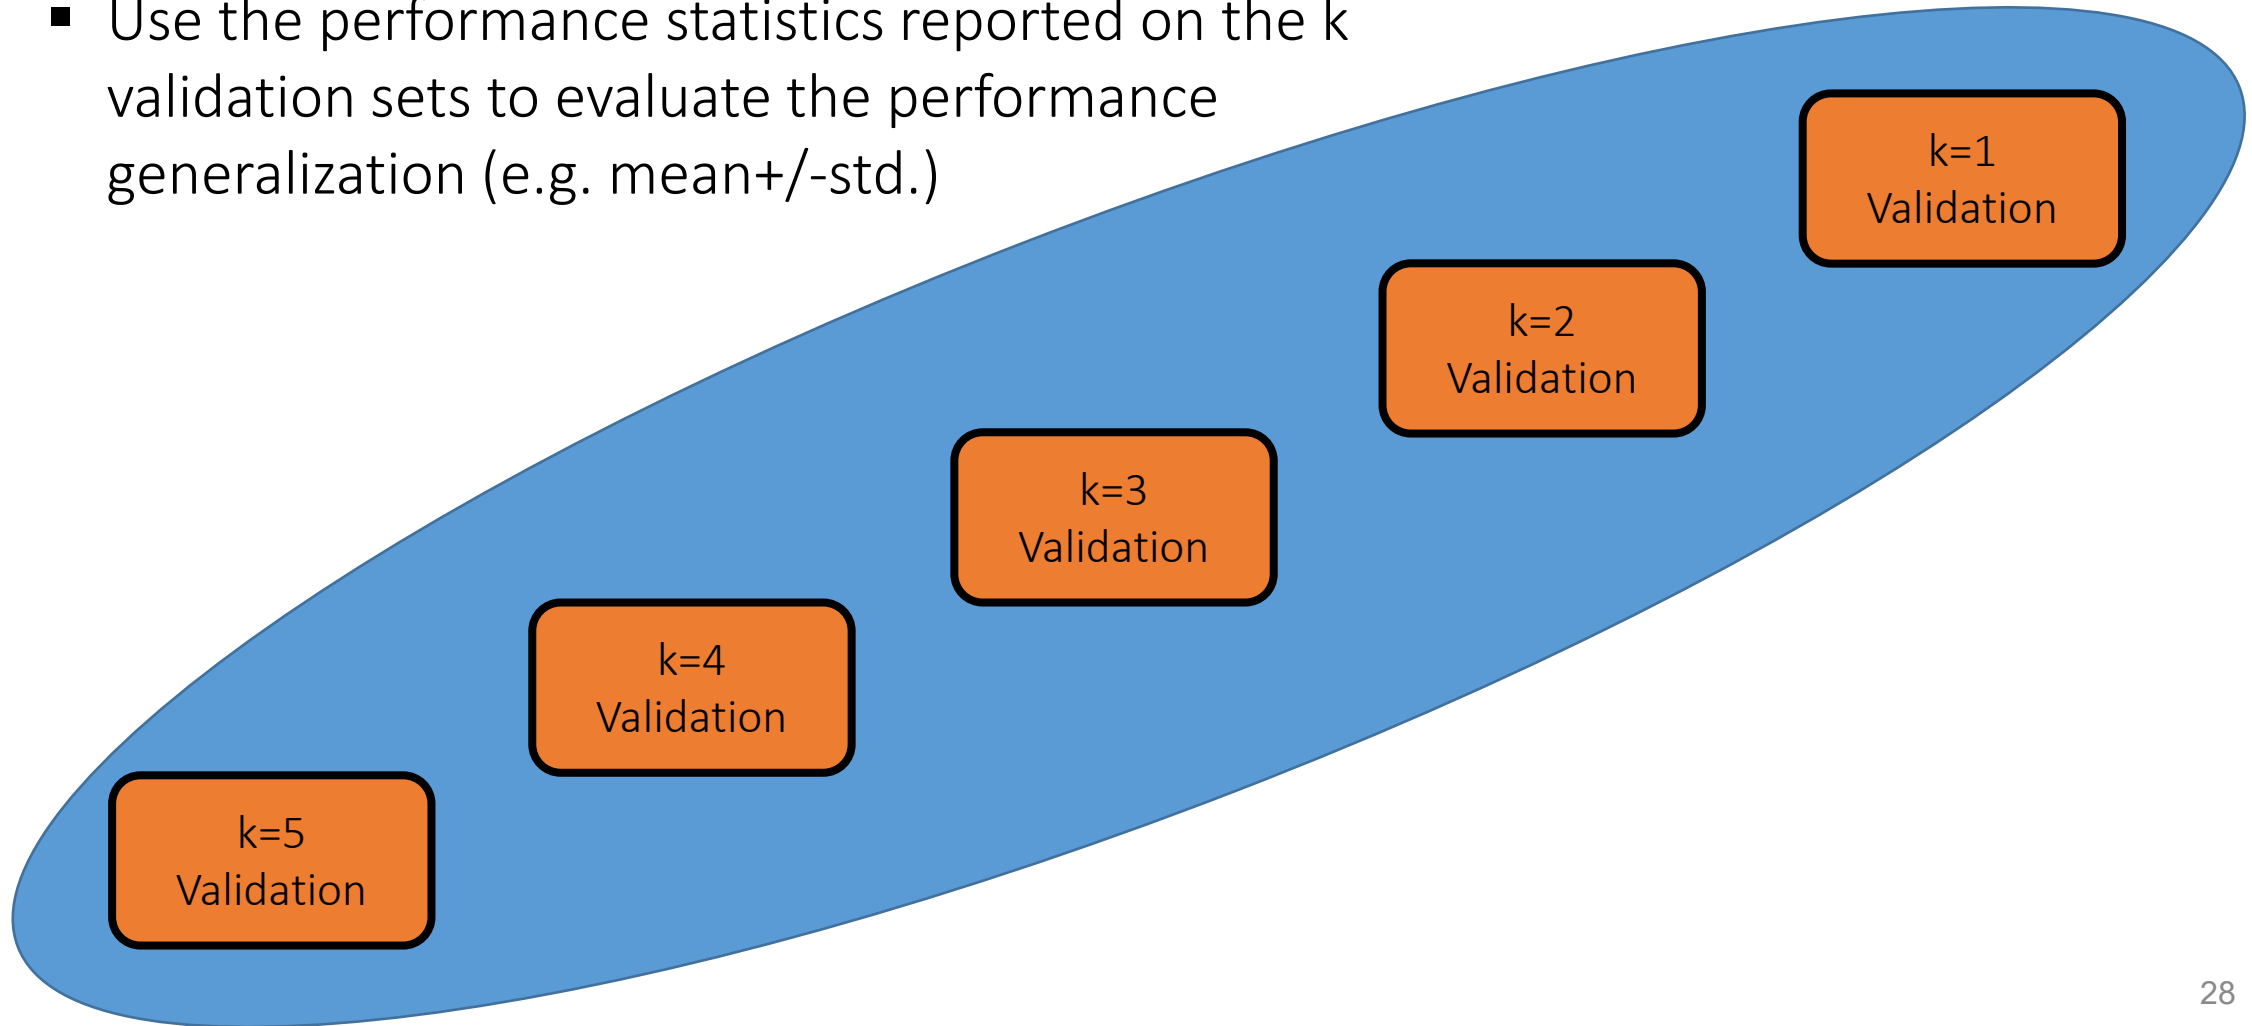 ▪ Use the performance statistics reported on the k
validation sets to evaluate the performance
generalization (e.g. mean+/-std.)
k=1
Validation
k=2
Validation
k=3
Validation
k=4
Validation
k=5
Validation
28